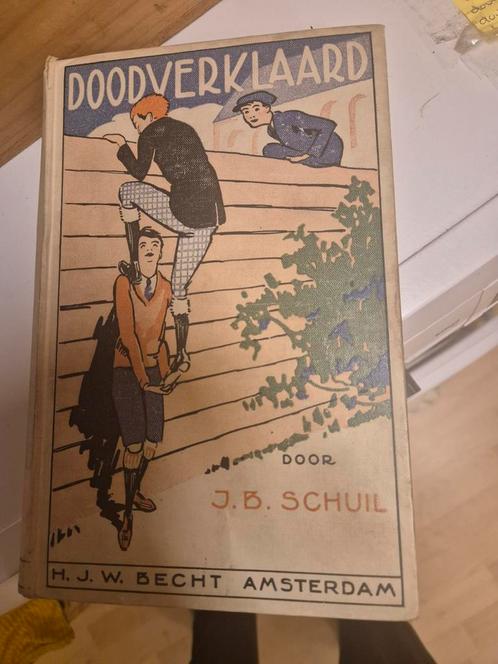 DOODVERKLAARD
DOOR
J.B. SCHUIL
H.J.W. BECHT AMSTERDAM